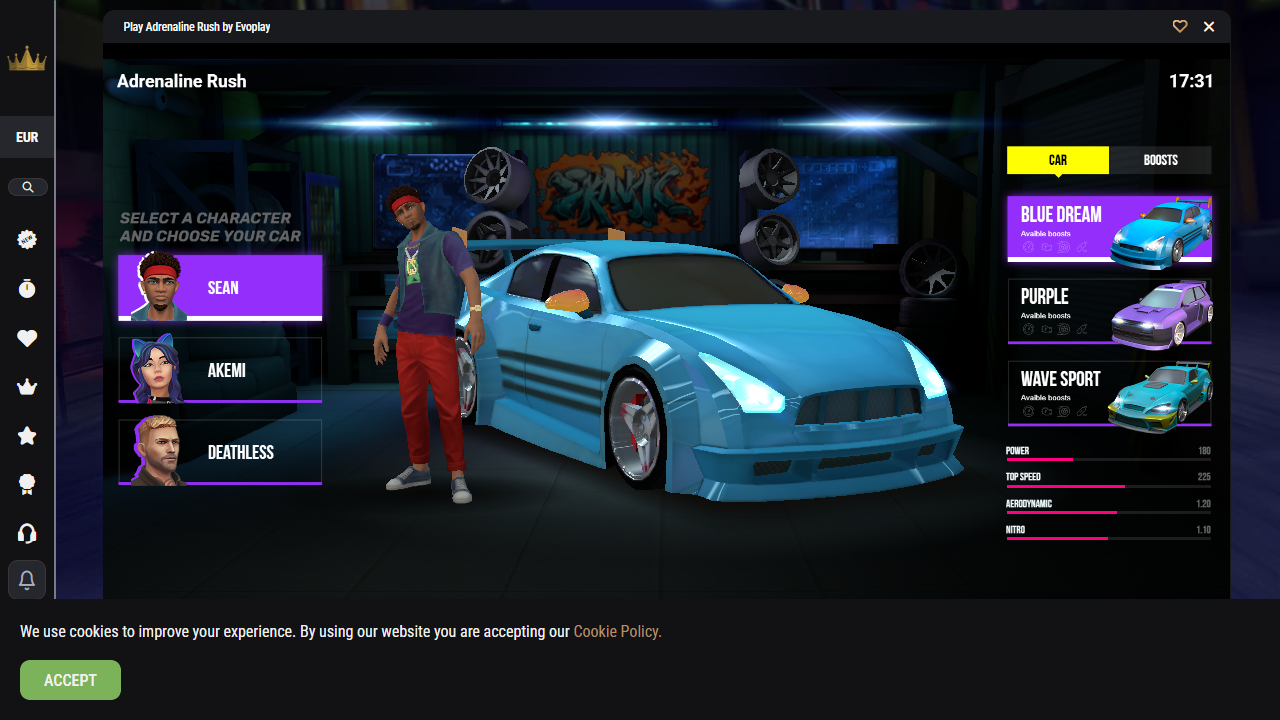 Play Adrenaline Rush by Evoplay
Adrenaline Rush
17:31
EUR
NEW
SELECT A CHARACTER
AND CHOOSE YOUR CAR
SEAN
AKEMI
DEATHLESS
CAR
BOOSTS
BLUE DREAM
Avaible boosts
PURPLE
Avaible boosts
WAVE SPORT
Avaible boosts
POWER 180
TOP SPEED 225
AERODYNAMIC 1.20
NITRO 1.10
We use cookies to improve your experience. By using our website you are accepting our Cookie Policy.
ACCEPT